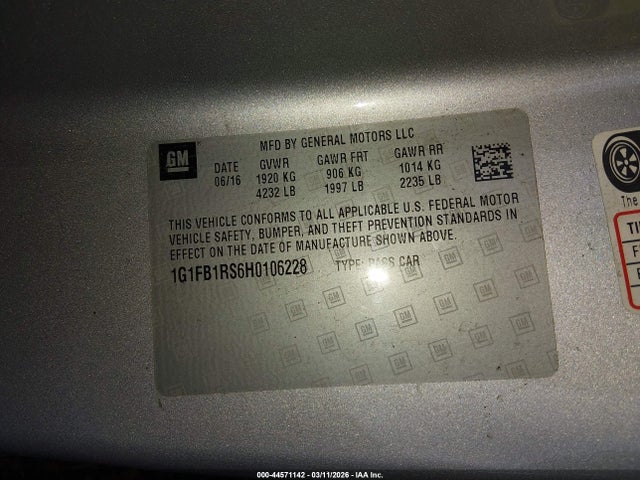 GM
MFD BY GENERAL MOTORS LLC
DATE GVWR GAWR FRT GAWR RR
06/16 1920 KG 906 KG 1014 KG
4232 LB 1997 LB 2235 LB
THIS VEHICLE CONFORMS TO ALL APPLICABLE U.S. FEDERAL MOTOR
VEHICLE SAFETY, BUMPER, AND THEFT PREVENTION STANDARDS IN
EFFECT ON THE DATE OF MANUFACTURE SHOWN ABOVE.
1G1FB1RS6H0106228 TYPE: PASS CAR
The
000-44571142 - 03/11/2026 - IAA Inc.